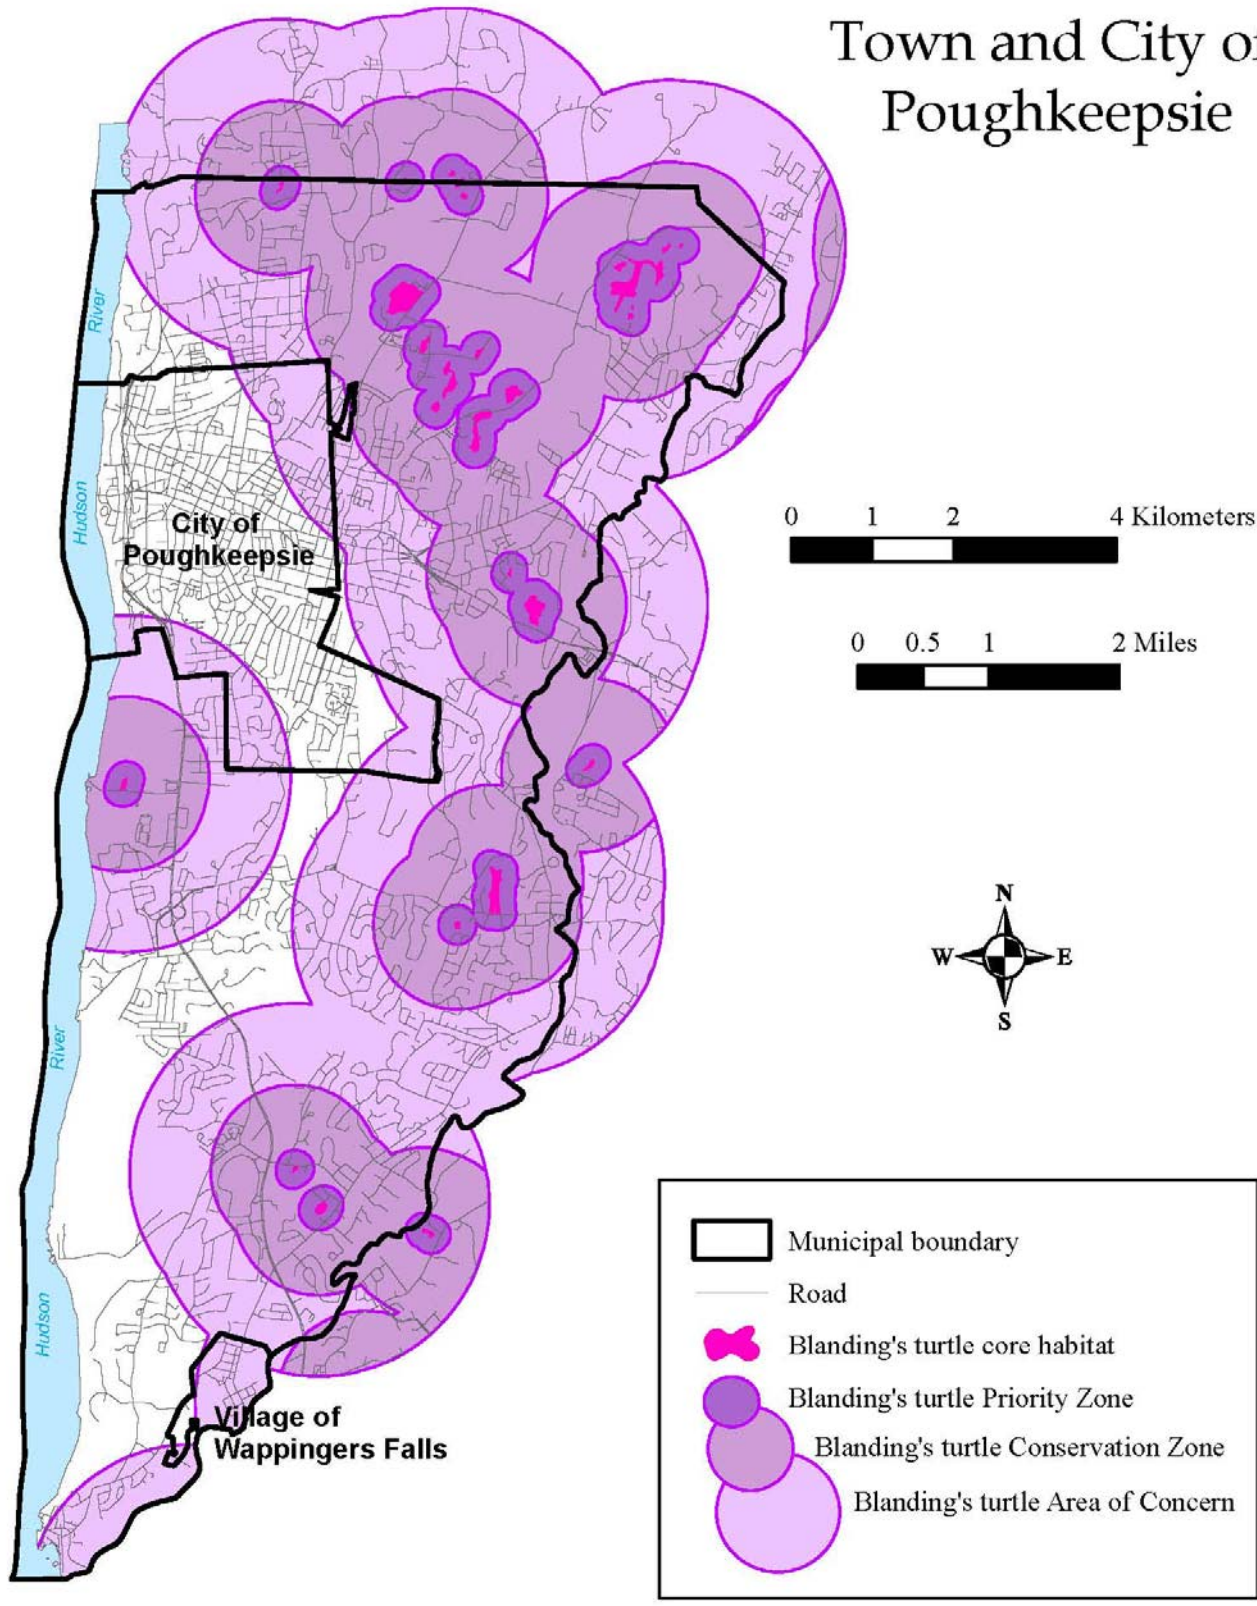 Town and City of
Poughkeepsie
River
Hudson
City of
Poughkeepsie
0 1 2 4 Kilometers
0 0.5 1 2 Miles
N
W E
S
River
Hudson
Village of
Wappingers Falls
Municipal boundary
Road
Blanding's turtle core habitat
Blanding's turtle Priority Zone
Blanding's turtle Conservation Zone
Blanding's turtle Area of Concern